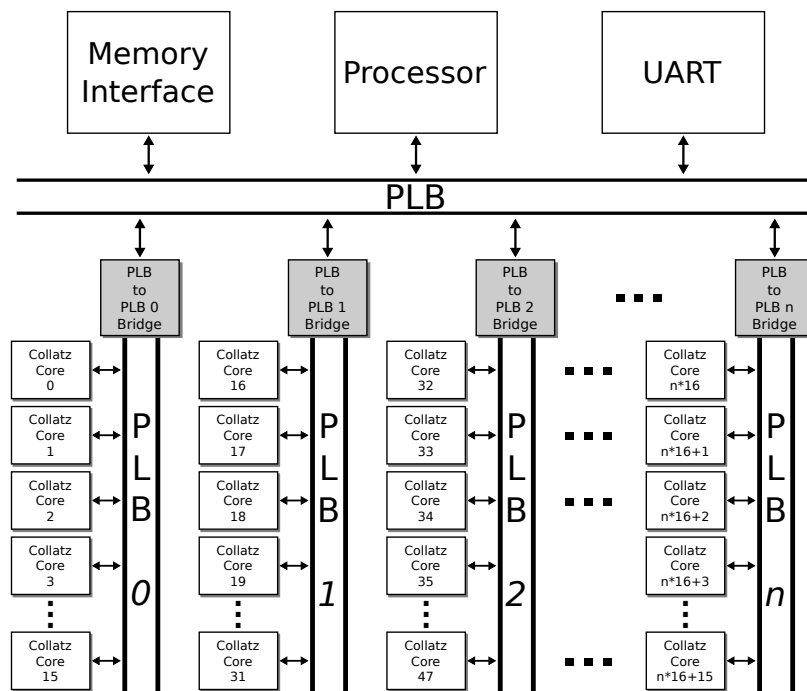 Memory
Interface
Processor
UART
PLB
PLB
to
PLB 0
Bridge
PLB
to
PLB 1
Bridge
PLB
to
PLB 2
Bridge
PLB
to
PLB n
Bridge
Collatz
Core
0
Collatz
Core
1
Collatz
Core
2
Collatz
Core
3
Collatz
Core
15
P
L
B
0
Collatz
Core
16
Collatz
Core
17
Collatz
Core
18
Collatz
Core
19
Collatz
Core
31
P
L
B
1
Collatz
Core
32
Collatz
Core
33
Collatz
Core
34
Collatz
Core
35
Collatz
Core
47
P
L
B
2
Collatz
Core
n*16
Collatz
Core
n*16+1
Collatz
Core
n*16+2
Collatz
Core
n*16+3
Collatz
Core
n*16+15
P
L
B
n